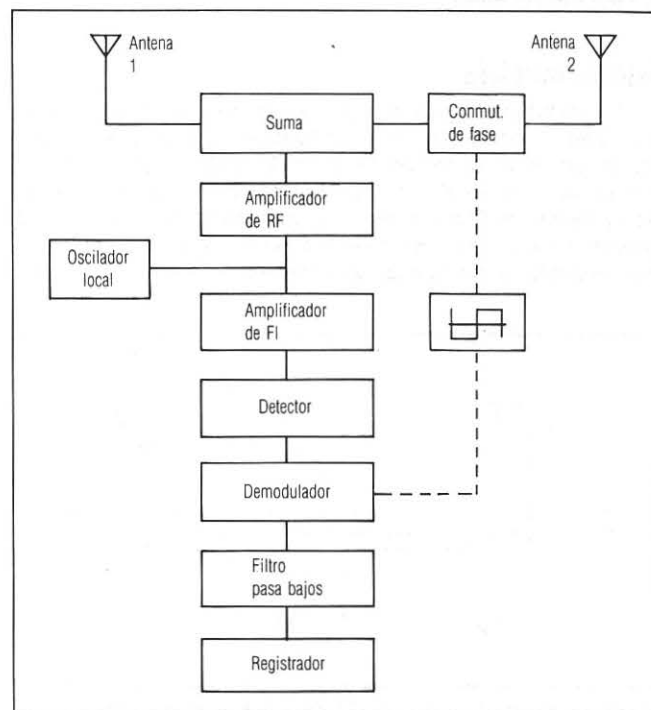 Antena
1
Antena
2
Suma
Conmut.
de fase
Amplificador
de RF
Oscilador
local
Amplificador
de FI
Detector
Demodulador
Filtro
pasa bajos
Registrador